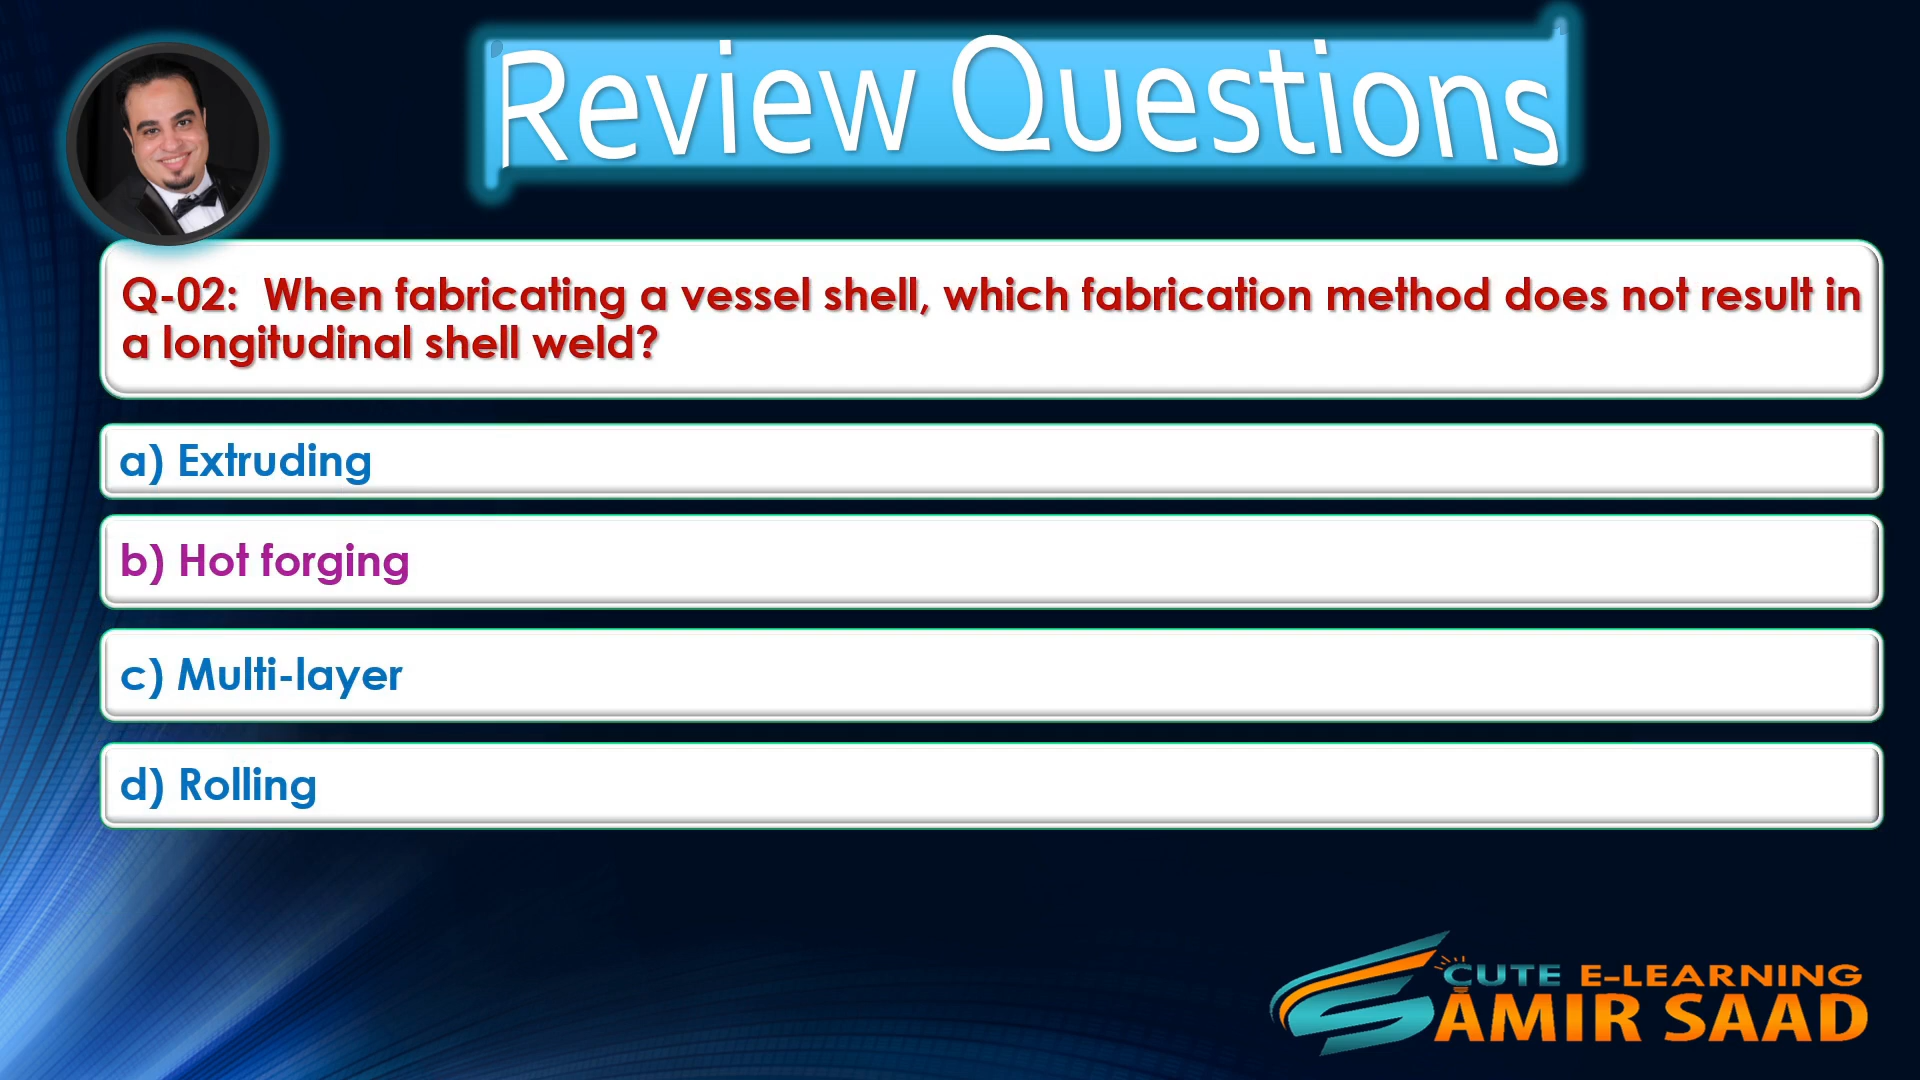 Review Questions
Q-02: When fabricating a vessel shell, which fabrication method does not result in
a longitudinal shell weld?
a) Extruding
b) Hot forging
c) Multi-layer
d) Rolling
CUTE E-LEARNING
AMIR SAAD